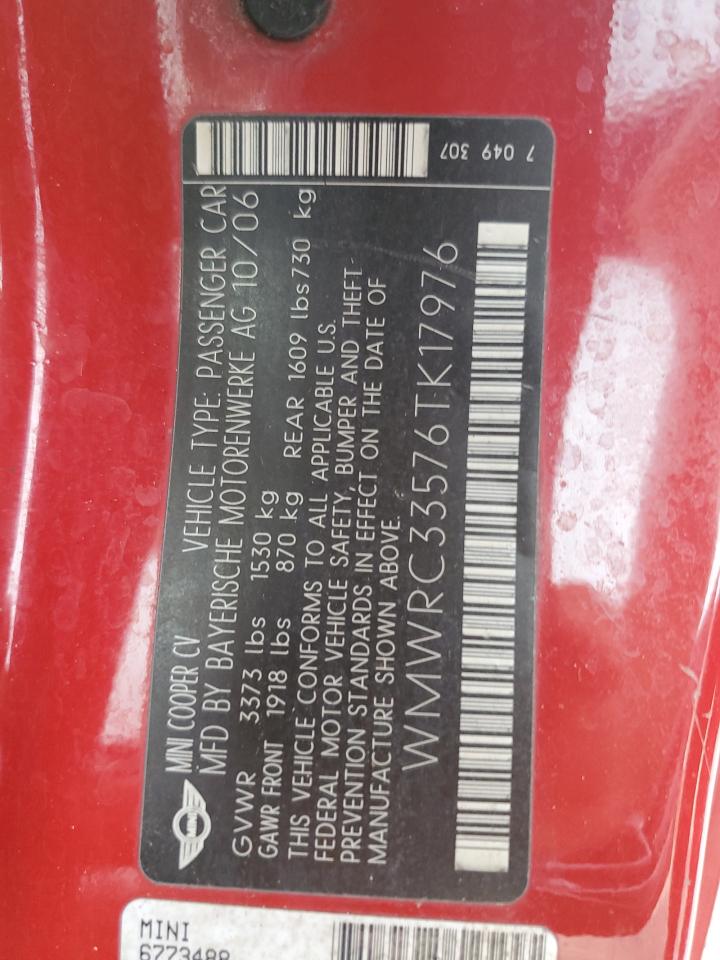 MINI
MINI COOPER CV VEHICLE TYPE: PASSENGER CAR
MFD BY BAYERISCHE MOTORENWERKE AG 10/06
GVWR 3373 lbs 1530 kg
GAWR FRONT 1918 lbs 870 kg REAR 1609 lbs 730 kg
THIS VEHICLE CONFORMS TO ALL APPLICABLE U.S.
FEDERAL MOTOR VEHICLE SAFETY, BUMPER AND THEFT
PREVENTION STANDARDS IN EFFECT ON THE DATE OF
MANUFACTURE SHOWN ABOVE.
WMWRC33576TK17976
7 049 307
MINI
6773488